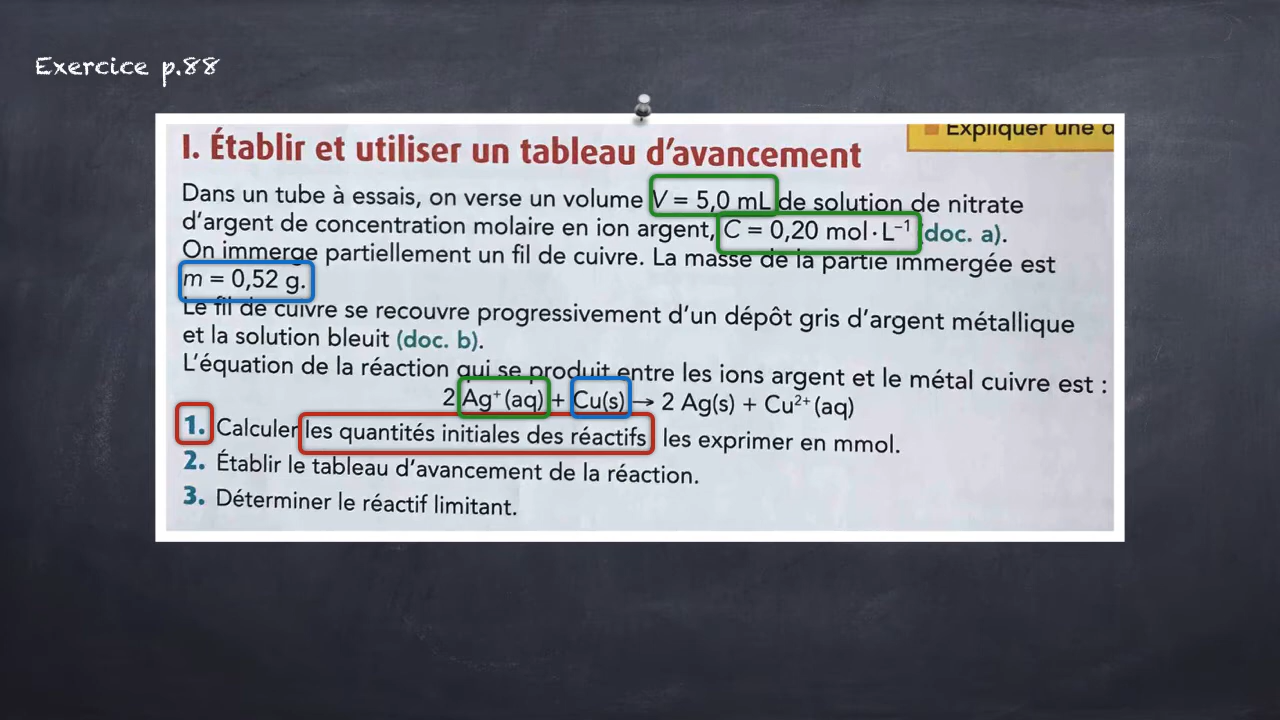 Exercice p.88
Expliquer une
I. Établir et utiliser un tableau d'avancement
Dans un tube à essais, on verse un volume V = 5,0 mL de solution de nitrate
d'argent de concentration molaire en ion argent, C = 0,20 mol·L⁻¹ (doc. a).
On immerge partiellement un fil de cuivre. La masse de la partie immergée est
m = 0,52 g.
Le fil de cuivre se recouvre progressivement d'un dépôt gris d'argent métallique
et la solution bleuit (doc. b).
L'équation de la réaction qui se produit entre les ions argent et le métal cuivre est :
2 Ag⁺(aq) + Cu(s) → 2 Ag(s) + Cu²⁺(aq)
1. Calculer les quantités initiales des réactifs les exprimer en mmol.
2. Établir le tableau d'avancement de la réaction.
3. Déterminer le réactif limitant.